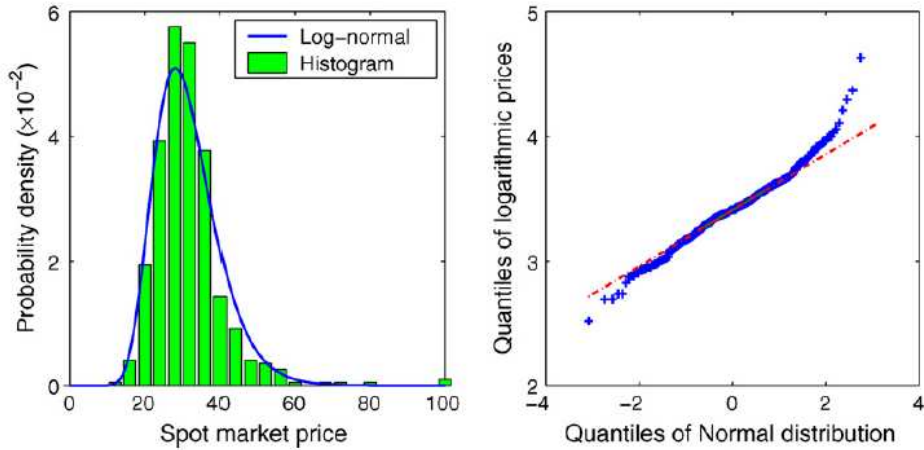 6
4
2
0
Probability density (×10−2)
Log−normal
Histogram
0 20 40 60 80 100
Spot market price
5
4
3
2
Quantiles of logarithmic prices
−4 −2 0 2 4
Quantiles of Normal distribution